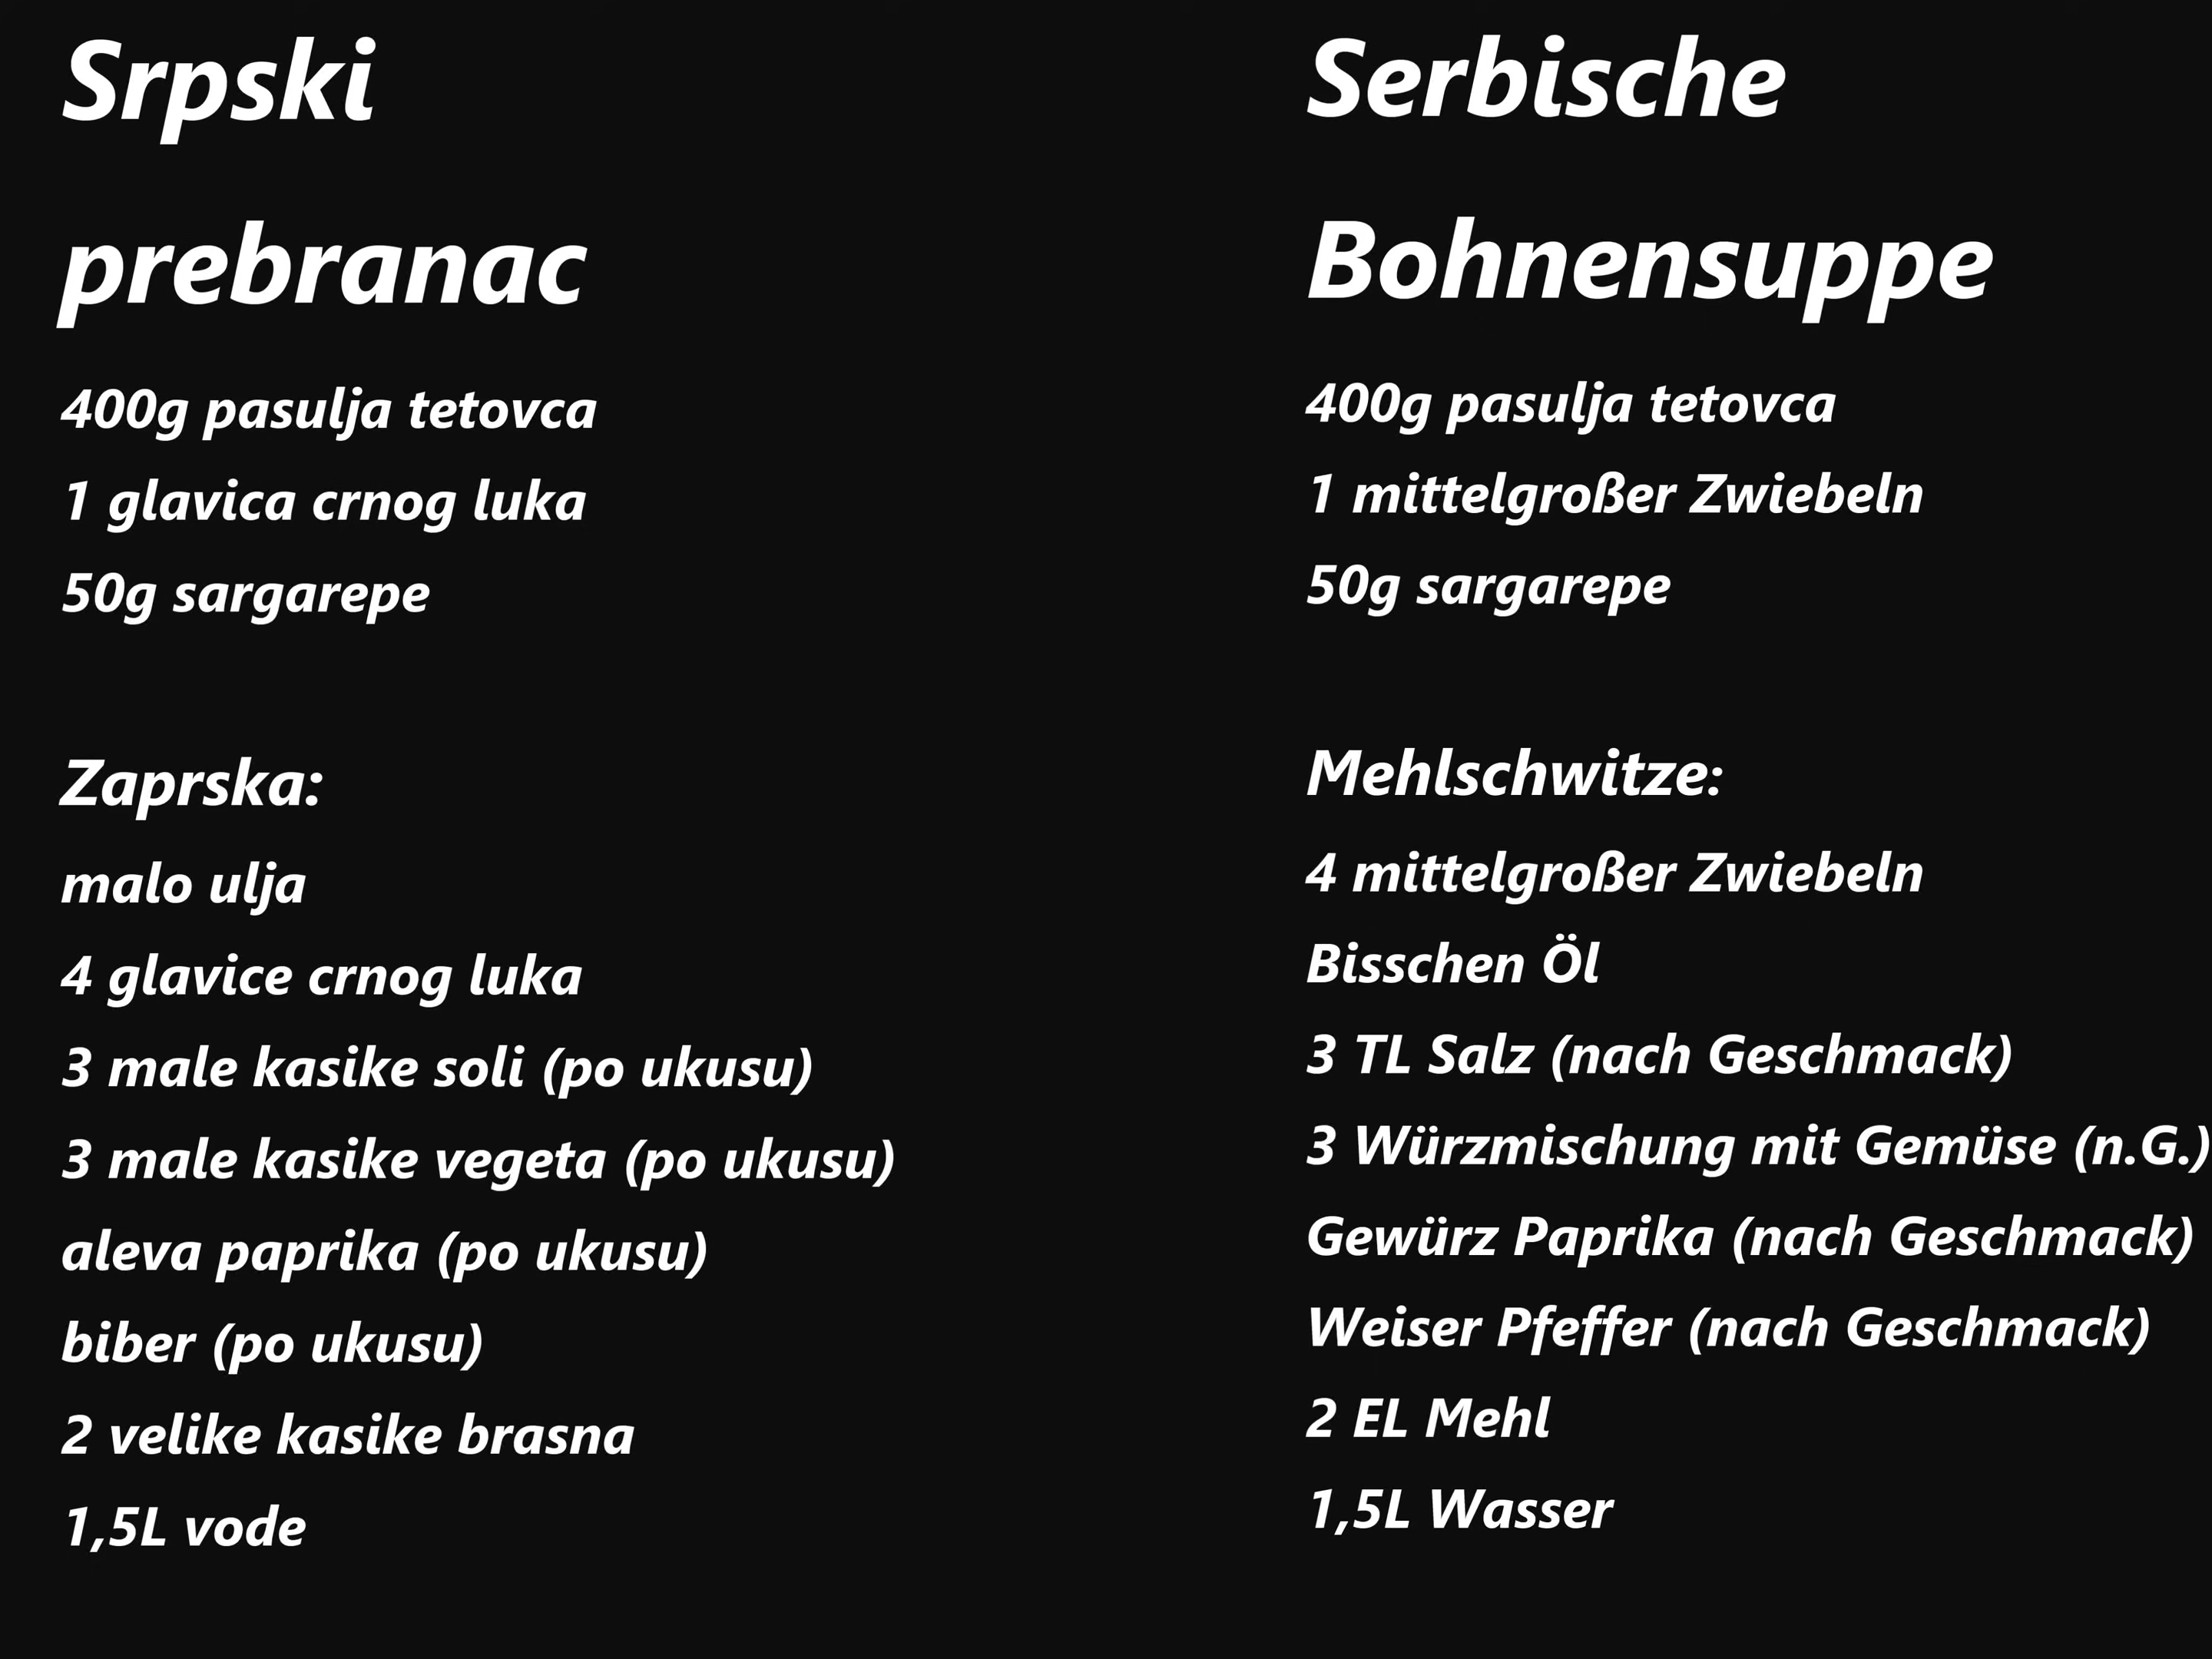 Srpski
prebranac
400g pasulja tetovca
1 glavica crnog luka
50g sargarepe
Zaprska:
malo ulja
4 glavice crnog luka
3 male kasike soli (po ukusu)
3 male kasike vegeta (po ukusu)
aleva paprika (po ukusu)
biber (po ukusu)
2 velike kasike brasna
1,5L vode
Serbische
Bohnensuppe
400g pasulja tetovca
1 mittelgroßer Zwiebeln
50g sargarepe
Mehlschwitze:
4 mittelgroßer Zwiebeln
Bisschen Öl
3 TL Salz (nach Geschmack)
3 Würzmischung mit Gemüse (n.G.)
Gewürz Paprika (nach Geschmack)
Weiser Pfeffer (nach Geschmack)
2 EL Mehl
1,5L Wasser